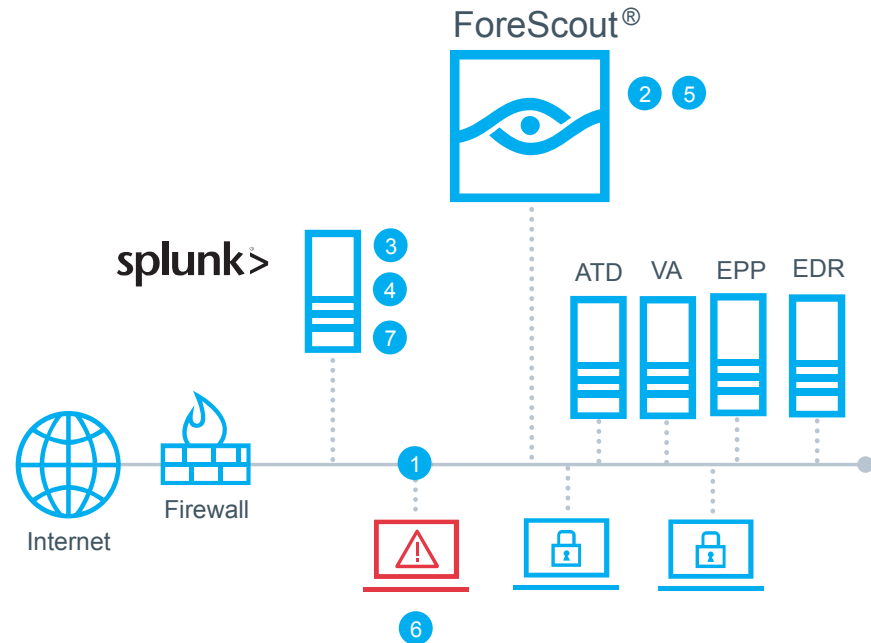 ForeScout®
2 5
splunk>
3
4
7
ATD VA EPP EDR
1
Internet
Firewall
6